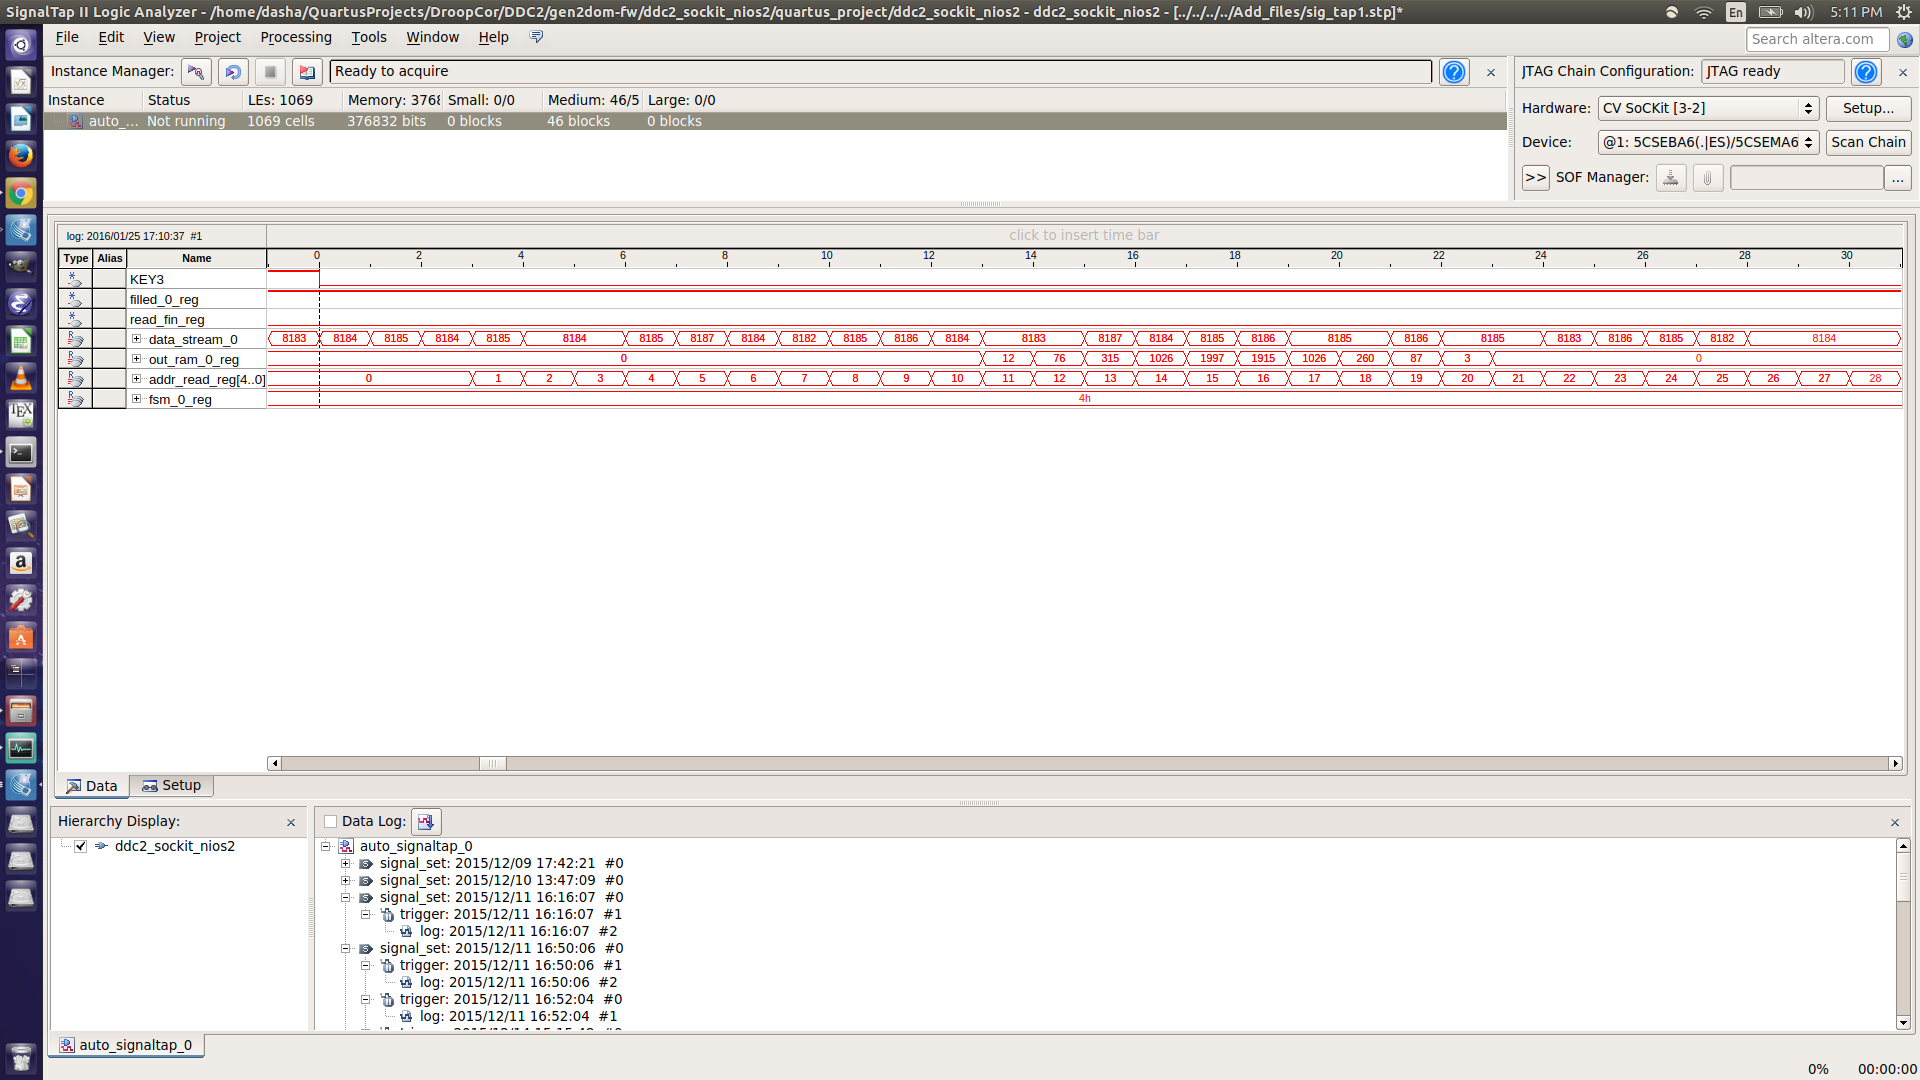 SignalTap II Logic Analyzer - /home/dasha/QuartusProjects/DroopCor/DDC2/gen2dom-fw/ddc2_sockit_nios2/quartus_project/ddc2_sockit_nios2 - ddc2_sockit_nios2 - [../../../../Add_files/sig_tap1.stp]* En 5:11 PM
File Edit View Project Processing Tools Window Help Search altera.com
Instance Manager: Ready to acquire
JTAG Chain Configuration: JTAG ready
Instance Status LEs: 1069 Memory: 3768 Small: 0/0 Medium: 46/5 Large: 0/0
auto_... Not running 1069 cells 376832 bits 0 blocks 46 blocks 0 blocks
Hardware: CV SoCKit [3-2] Setup...
Device: @1: 5CSEBA6(.|ES)/5CSEMA6 Scan Chain
>> SOF Manager: ...
log: 2016/01/25 17:10:37 #1 click to insert time bar
Type Alias Name 0 2 4 6 8 10 12 14 16 18 20 22 24 26 28 30
KEY3
filled_0_reg
read_fin_reg
data_stream_0 8183 8184 8185 8184 8185 8184 8185 8187 8184 8182 8185 8186 8184 8183 8187 8184 8185 8186 8185 8186 8185 8183 8186 8185 8182 8184
out_ram_0_reg 0 12 76 315 1026 1997 1915 1026 260 87 3 0
addr_read_reg[4..0] 0 1 2 3 4 5 6 7 8 9 10 11 12 13 14 15 16 17 18 19 20 21 22 23 24 25 26 27 28
fsm_0_reg 4h
Data Setup
Hierarchy Display:
ddc2_sockit_nios2
Data Log:
auto_signaltap_0
signal_set: 2015/12/09 17:42:21 #0
signal_set: 2015/12/10 13:47:09 #0
signal_set: 2015/12/11 16:16:07 #0
trigger: 2015/12/11 16:16:07 #1
log: 2015/12/11 16:16:07 #2
signal_set: 2015/12/11 16:50:06 #0
trigger: 2015/12/11 16:50:06 #1
log: 2015/12/11 16:50:06 #2
trigger: 2015/12/11 16:52:04 #0
log: 2015/12/11 16:52:04 #1
auto_signaltap_0
0% 00:00:00